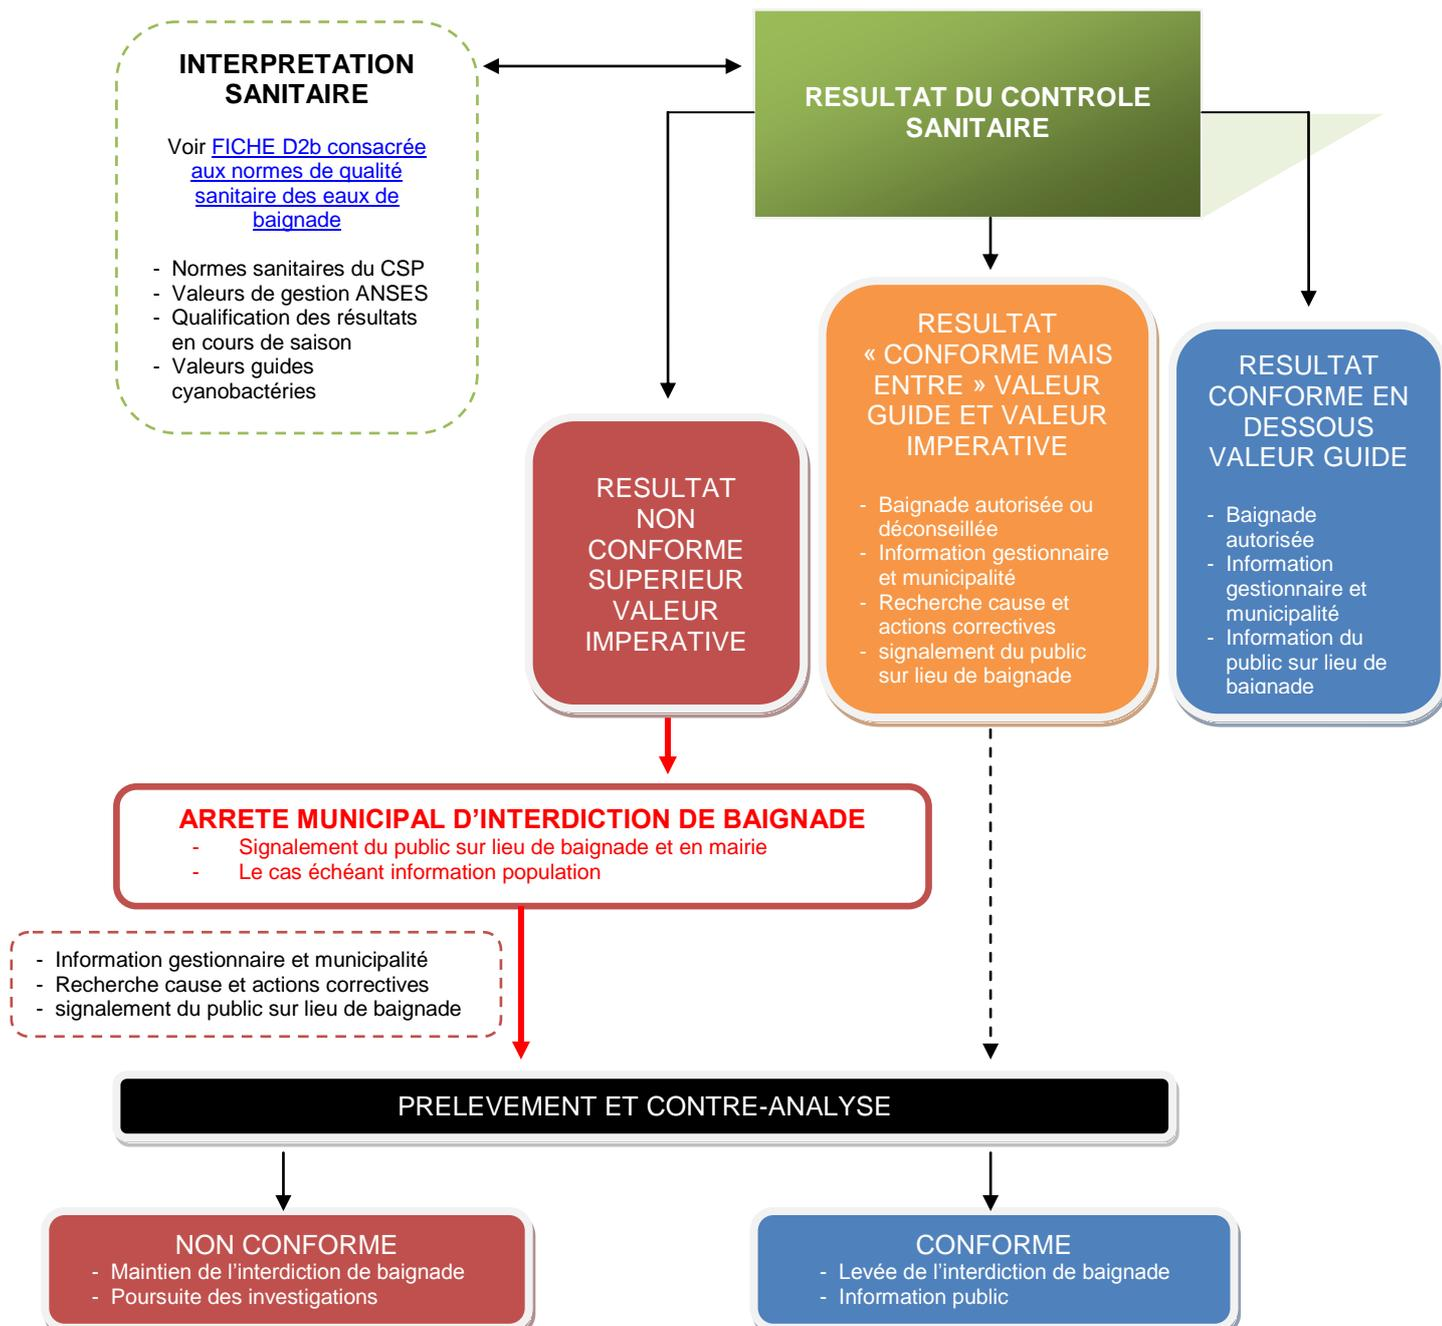 INTERPRETATION
SANITAIRE
Voir FICHE D2b consacrée
aux normes de qualité
sanitaire des eaux de
baignade
- Normes sanitaires du CSP
- Valeurs de gestion ANSES
- Qualification des résultats
en cours de saison
- Valeurs guides
cyanobactéries
RESULTAT DU CONTROLE
SANITAIRE
RESULTAT
NON
CONFORME
SUPERIEUR
VALEUR
IMPERATIVE
RESULTAT
« CONFORME MAIS
ENTRE » VALEUR
GUIDE ET VALEUR
IMPERATIVE
- Baignade autorisée ou
déconseillée
- Information gestionnaire
et municipalité
- Recherche cause et
actions correctives
- signalement du public
sur lieu de baignade
RESULTAT
CONFORME EN
DESSOUS
VALEUR GUIDE
- Baignade
autorisée
- Information
gestionnaire et
municipalité
- Information du
public sur lieu de
baignade
ARRETE MUNICIPAL D’INTERDICTION DE BAIGNADE
- Signalement du public sur lieu de baignade et en mairie
- Le cas échéant information population
- Information gestionnaire et municipalité
- Recherche cause et actions correctives
- signalement du public sur lieu de baignade
PRELEVEMENT ET CONTRE-ANALYSE
NON CONFORME
- Maintien de l’interdiction de baignade
- Poursuite des investigations
CONFORME
- Levée de l’interdiction de baignade
- Information public